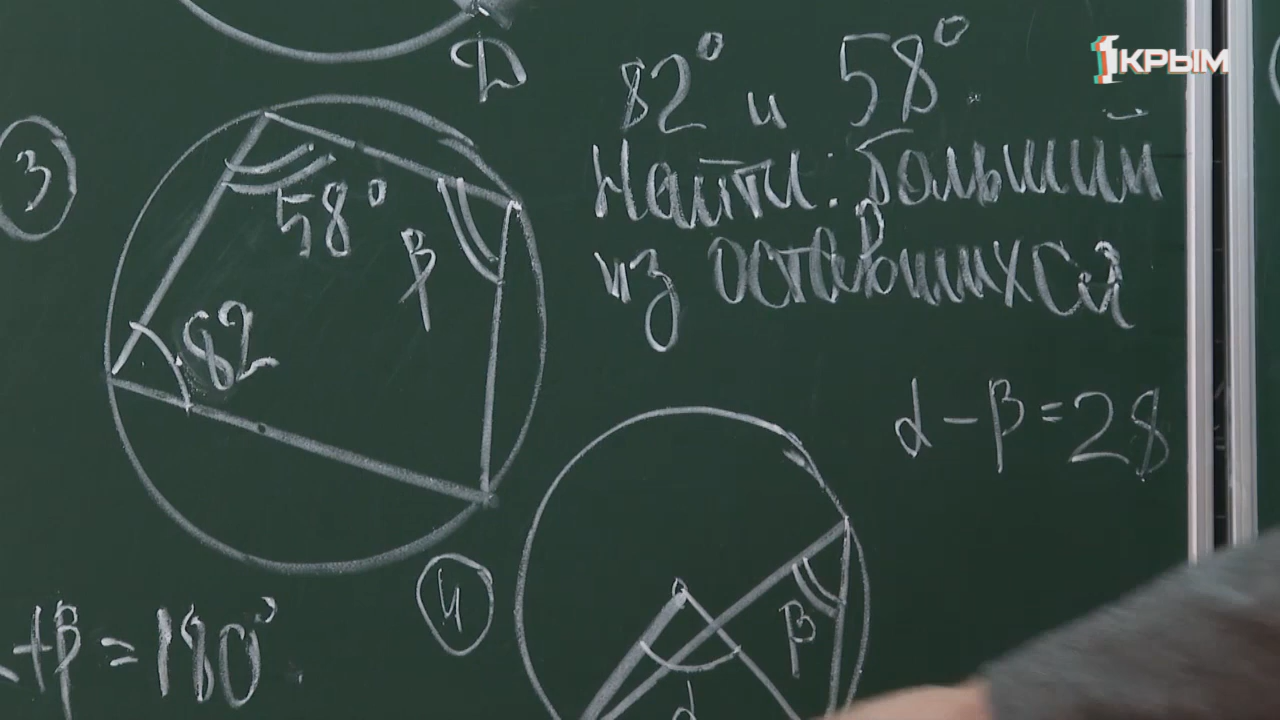 D
1КРЫМ
82° и 58°.
3
Найти: больший
58°
β
из оставшихся
82
α - β = 28
4
+ β = 180°.
β
α